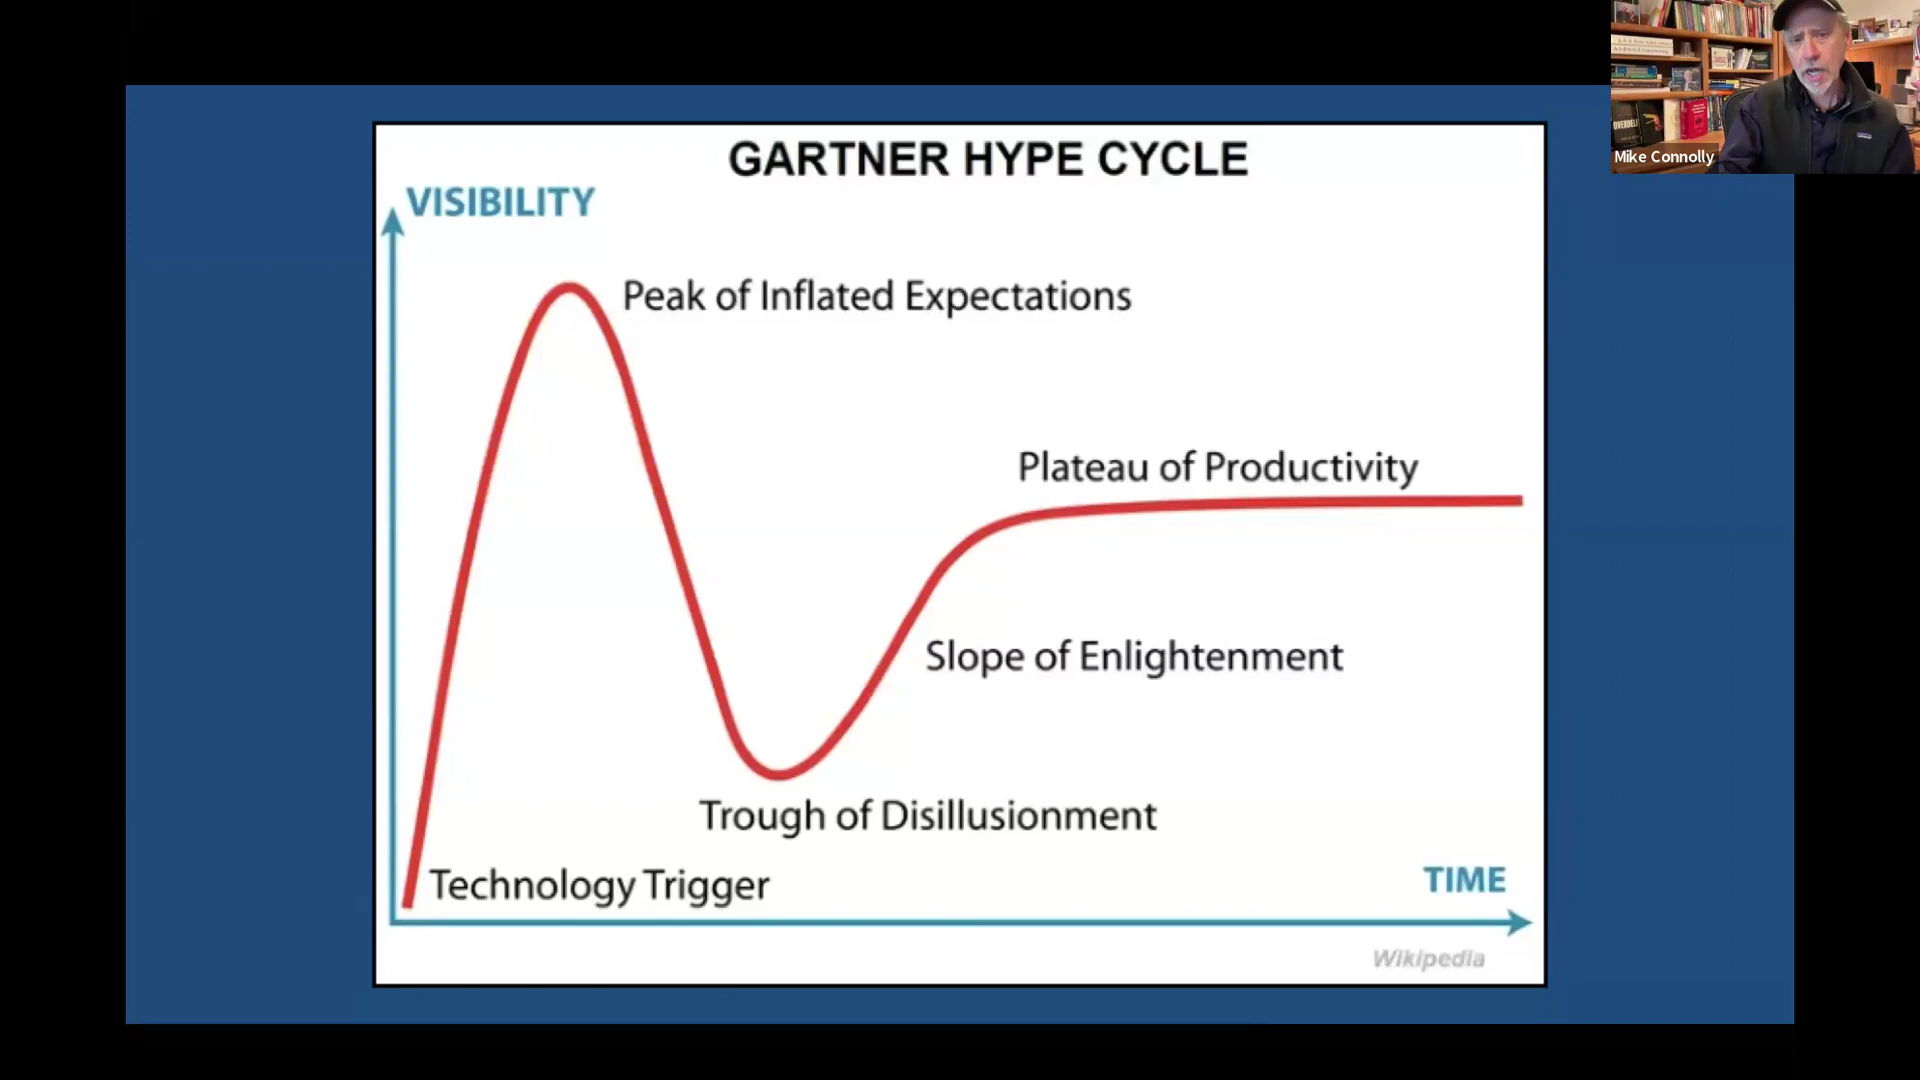 GARTNER HYPE CYCLE
VISIBILITY
Peak of Inflated Expectations
Plateau of Productivity
Slope of Enlightenment
Trough of Disillusionment
Technology Trigger
TIME
Wikipedia
Mike Connolly